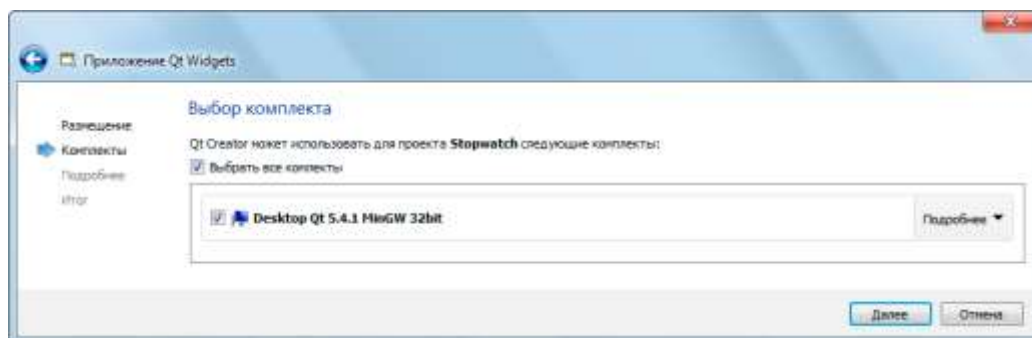 Приложение Qt Widgets
Размещение
Комплекты
Подробнее
Итог
Выбор комплекта
Qt Creator может использовать для проекта Stopwatch следующие комплекты:
Выбрать все комплекты
Desktop Qt 5.4.1 MinGW 32bit
Подробнее
Далее
Отмена